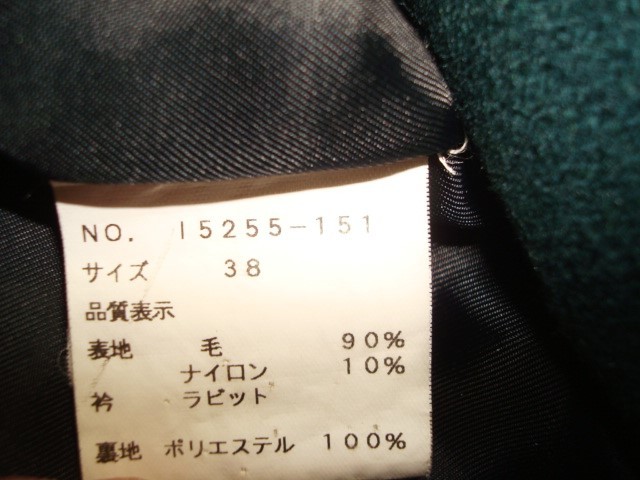 NO. I5255-151
サイズ 38
品質表示
表地 毛 90%
ナイロン 10%
衿 ラビット
裏地 ポリエステル 100%